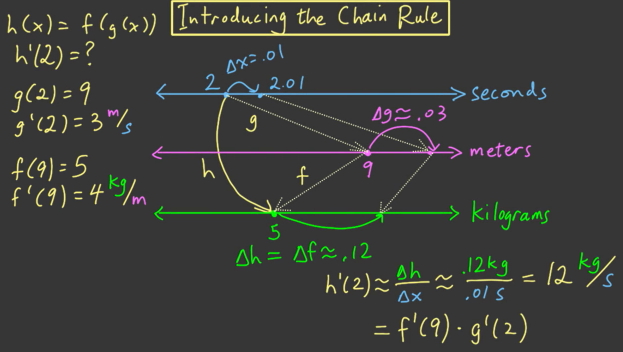 Introducing the Chain Rule
h(x) = f(g(x))
h'(2) = ?
g(2) = 9
g'(2) = 3 m/s
f(9) = 5
f'(9) = 4 kg/m
Δx = .01
2 2.01
seconds
g
Δg ≈ .03
9
meters
h
f
5
kilograms
Δh = Δf ≈ .12
h'(2) ≈ Δh/Δx ≈ .12kg/.01 s = 12 kg/s
= f'(9) · g'(2)